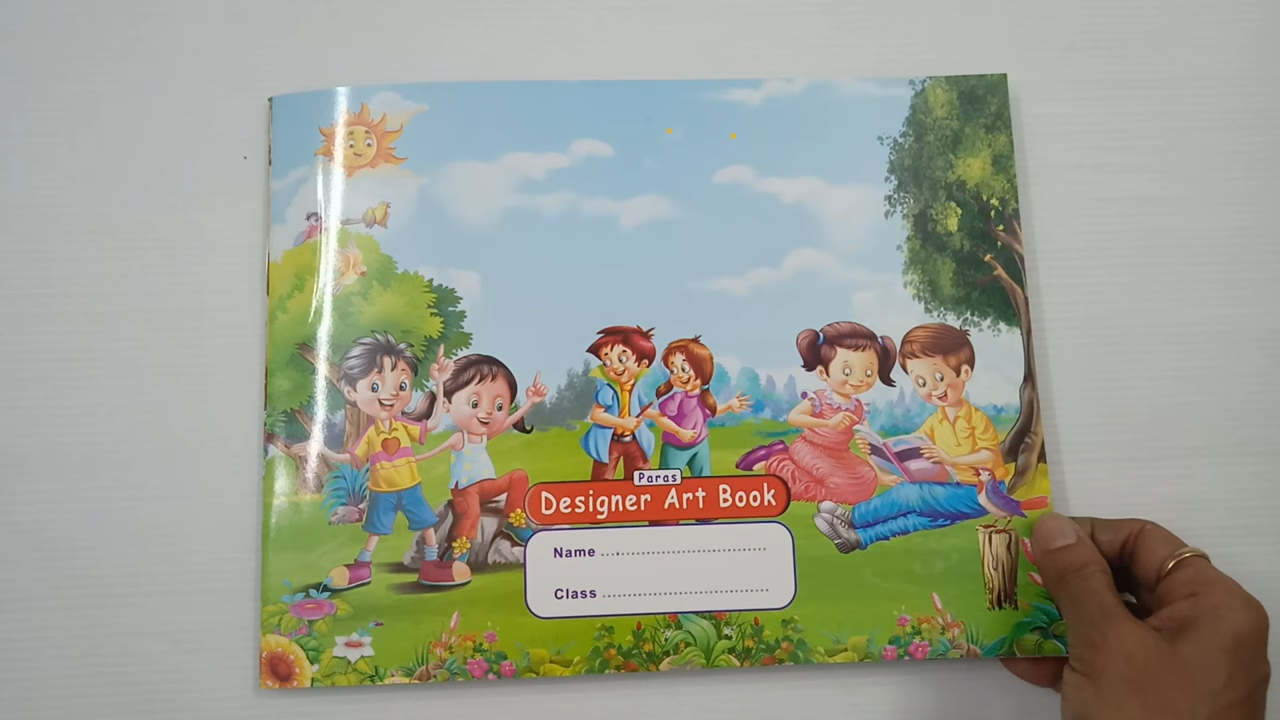 Paras
Designer Art Book
Name ................................
Class ................................